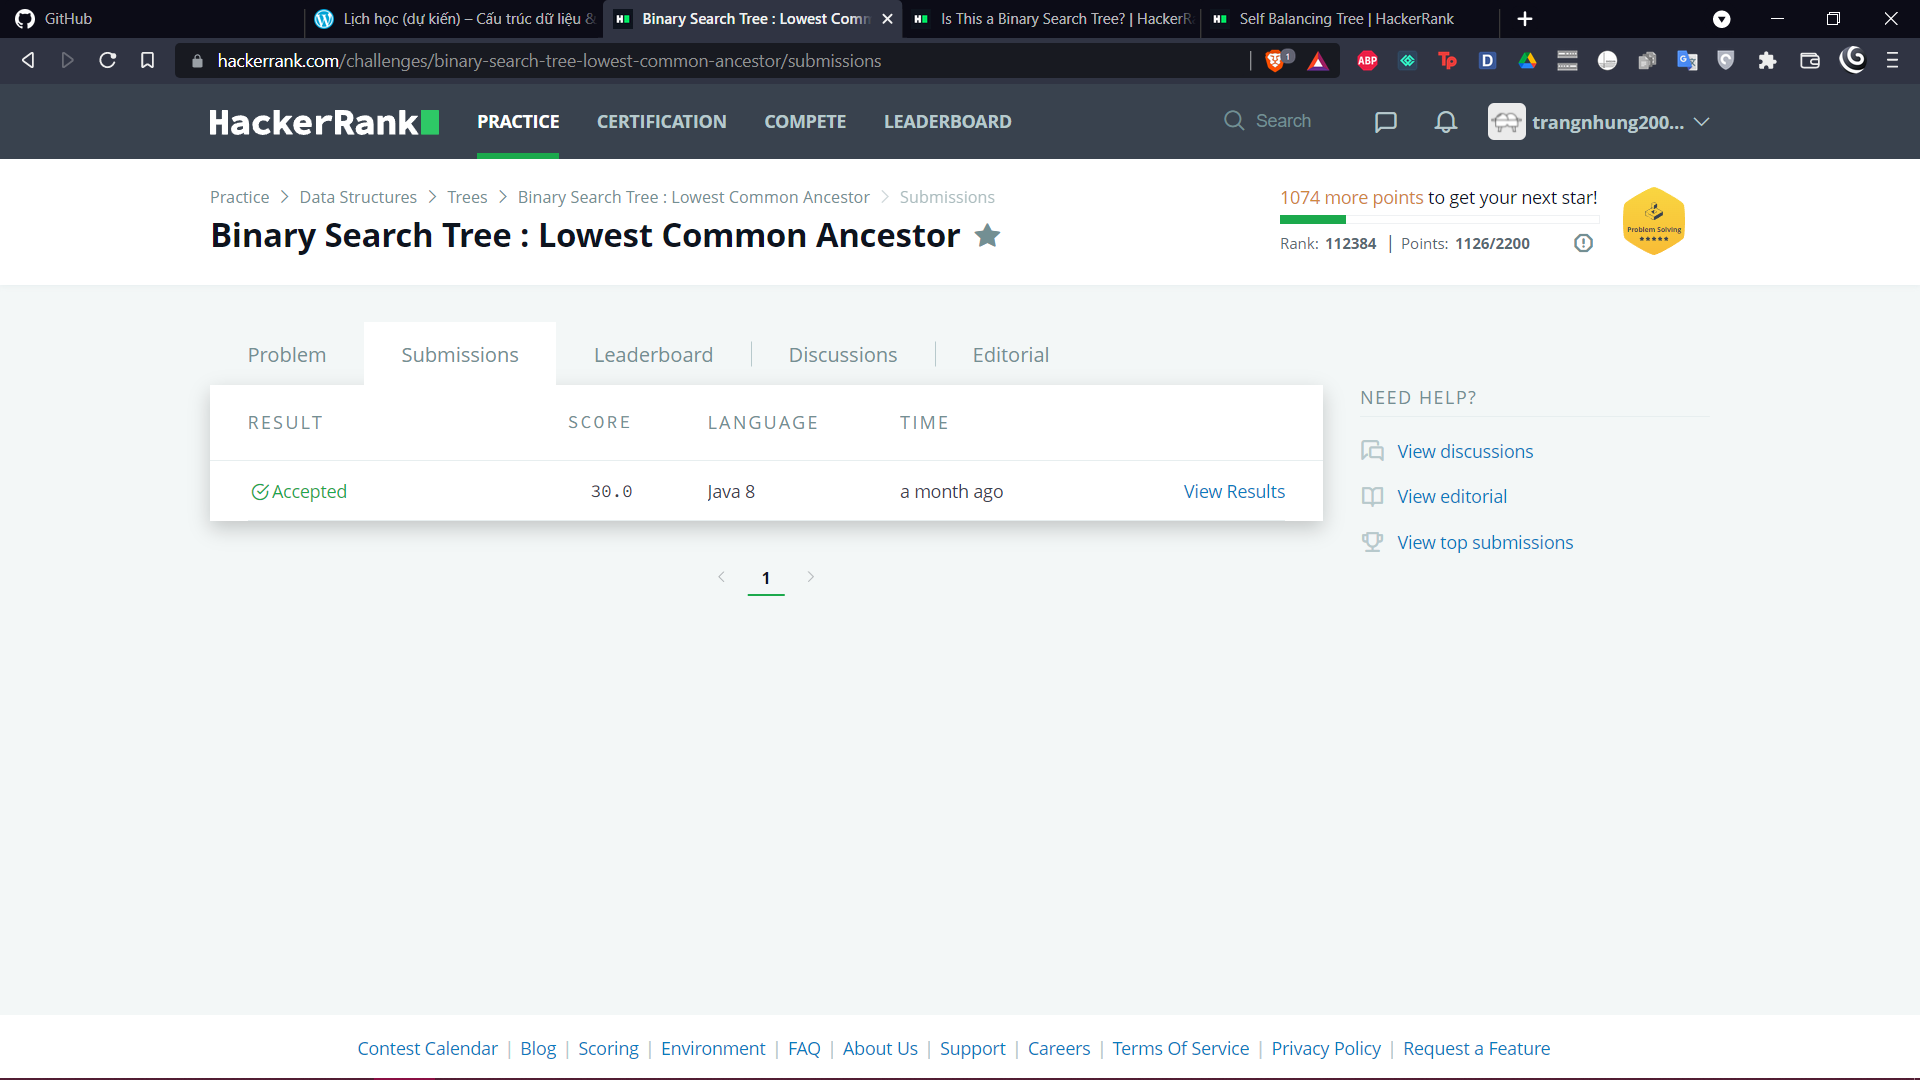 GitHub
Lịch học (dự kiến) – Cấu trúc dữ liệu &
Binary Search Tree : Lowest Comm
Is This a Binary Search Tree? | HackerR
Self Balancing Tree | HackerRank
hackerrank.com/challenges/binary-search-tree-lowest-common-ancestor/submissions
1
ABP
Tp
D
HackerRank
PRACTICE
CERTIFICATION
COMPETE
LEADERBOARD
Search
trangnhung200...
Practice > Data Structures > Trees > Binary Search Tree : Lowest Common Ancestor > Submissions
Binary Search Tree : Lowest Common Ancestor
1074 more points to get your next star!
Rank: 112384 | Points: 1126/2200
Problem Solving
Problem
Submissions
Leaderboard
Discussions
Editorial
RESULT SCORE LANGUAGE TIME
Accepted 30.0 Java 8 a month ago View Results
1
NEED HELP?
View discussions
View editorial
View top submissions
Contest Calendar | Blog | Scoring | Environment | FAQ | About Us | Support | Careers | Terms Of Service | Privacy Policy | Request a Feature